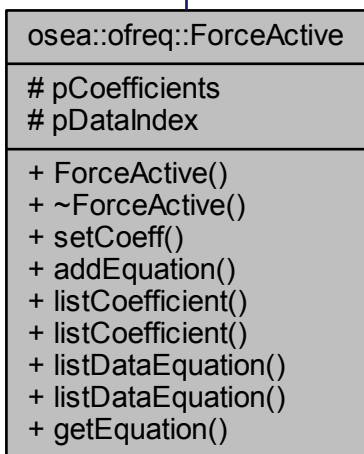 osea::ofreq::ForceActive
# pCoefficients
# pDataIndex
+ ForceActive()
+ ~ForceActive()
+ setCoeff()
+ addEquation()
+ listCoefficient()
+ listCoefficient()
+ listDataEquation()
+ listDataEquation()
+ getEquation()